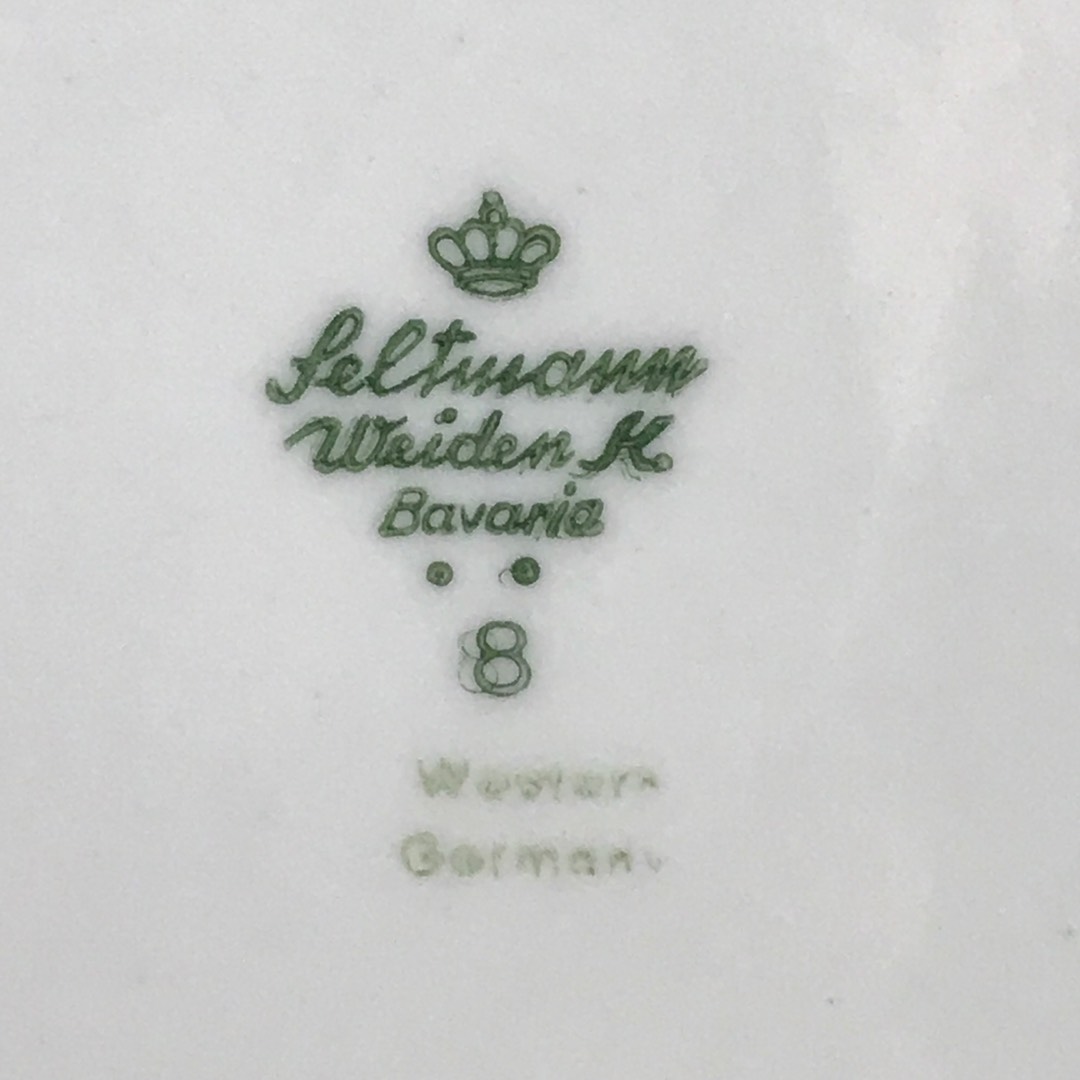 Seltmann
Weiden K.
Bavaria
8
Western
Germany